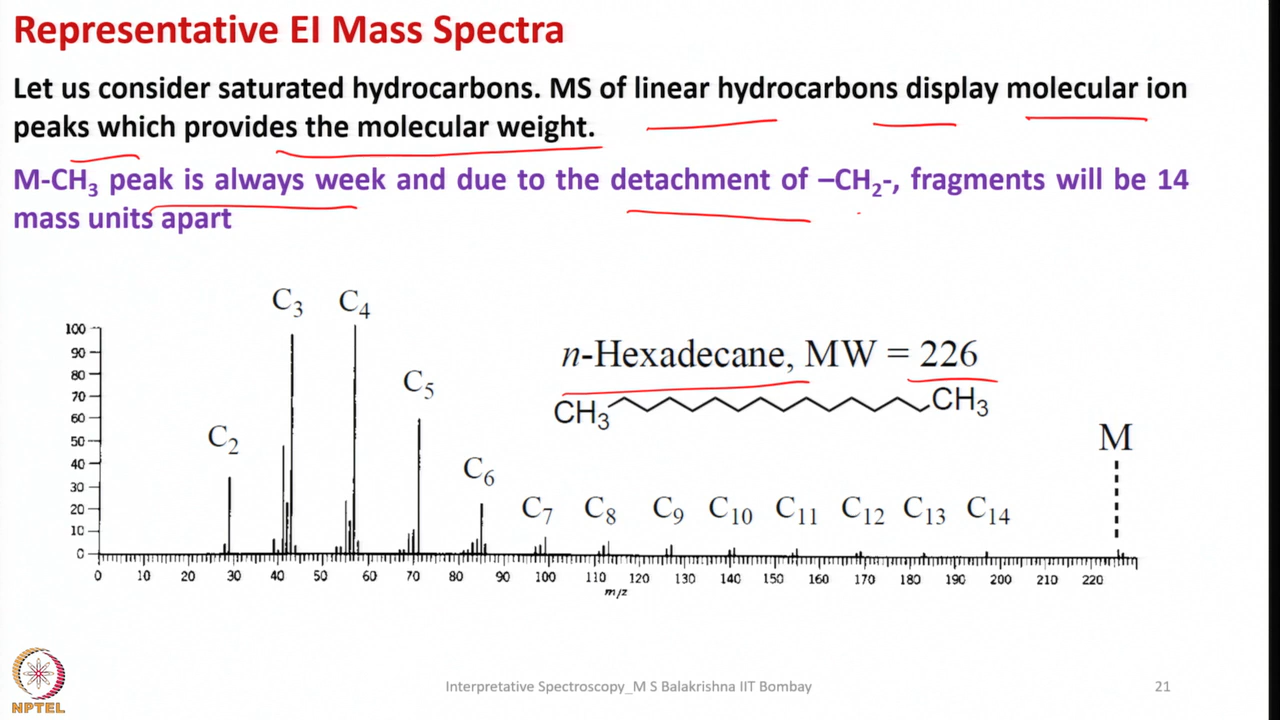 Representative EI Mass Spectra
Let us consider saturated hydrocarbons. MS of linear hydrocarbons display molecular ion
peaks which provides the molecular weight.
M-CH₃ peak is always week and due to the detachment of –CH₂-, fragments will be 14
mass units apart
C₃ C₄
n-Hexadecane, MW = 226
CH₃ CH₃
C₅
C₂
C₆
M
C₇ C₈ C₉ C₁₀ C₁₁ C₁₂ C₁₃ C₁₄
100
90
80
70
60
50
40
30
20
10
0
0 10 20 30 40 50 60 70 80 90 100 110 120 130 140 150 160 170 180 190 200 210 220
m/z
NPTEL
Interpretative Spectroscopy_M S Balakrishna IIT Bombay
21